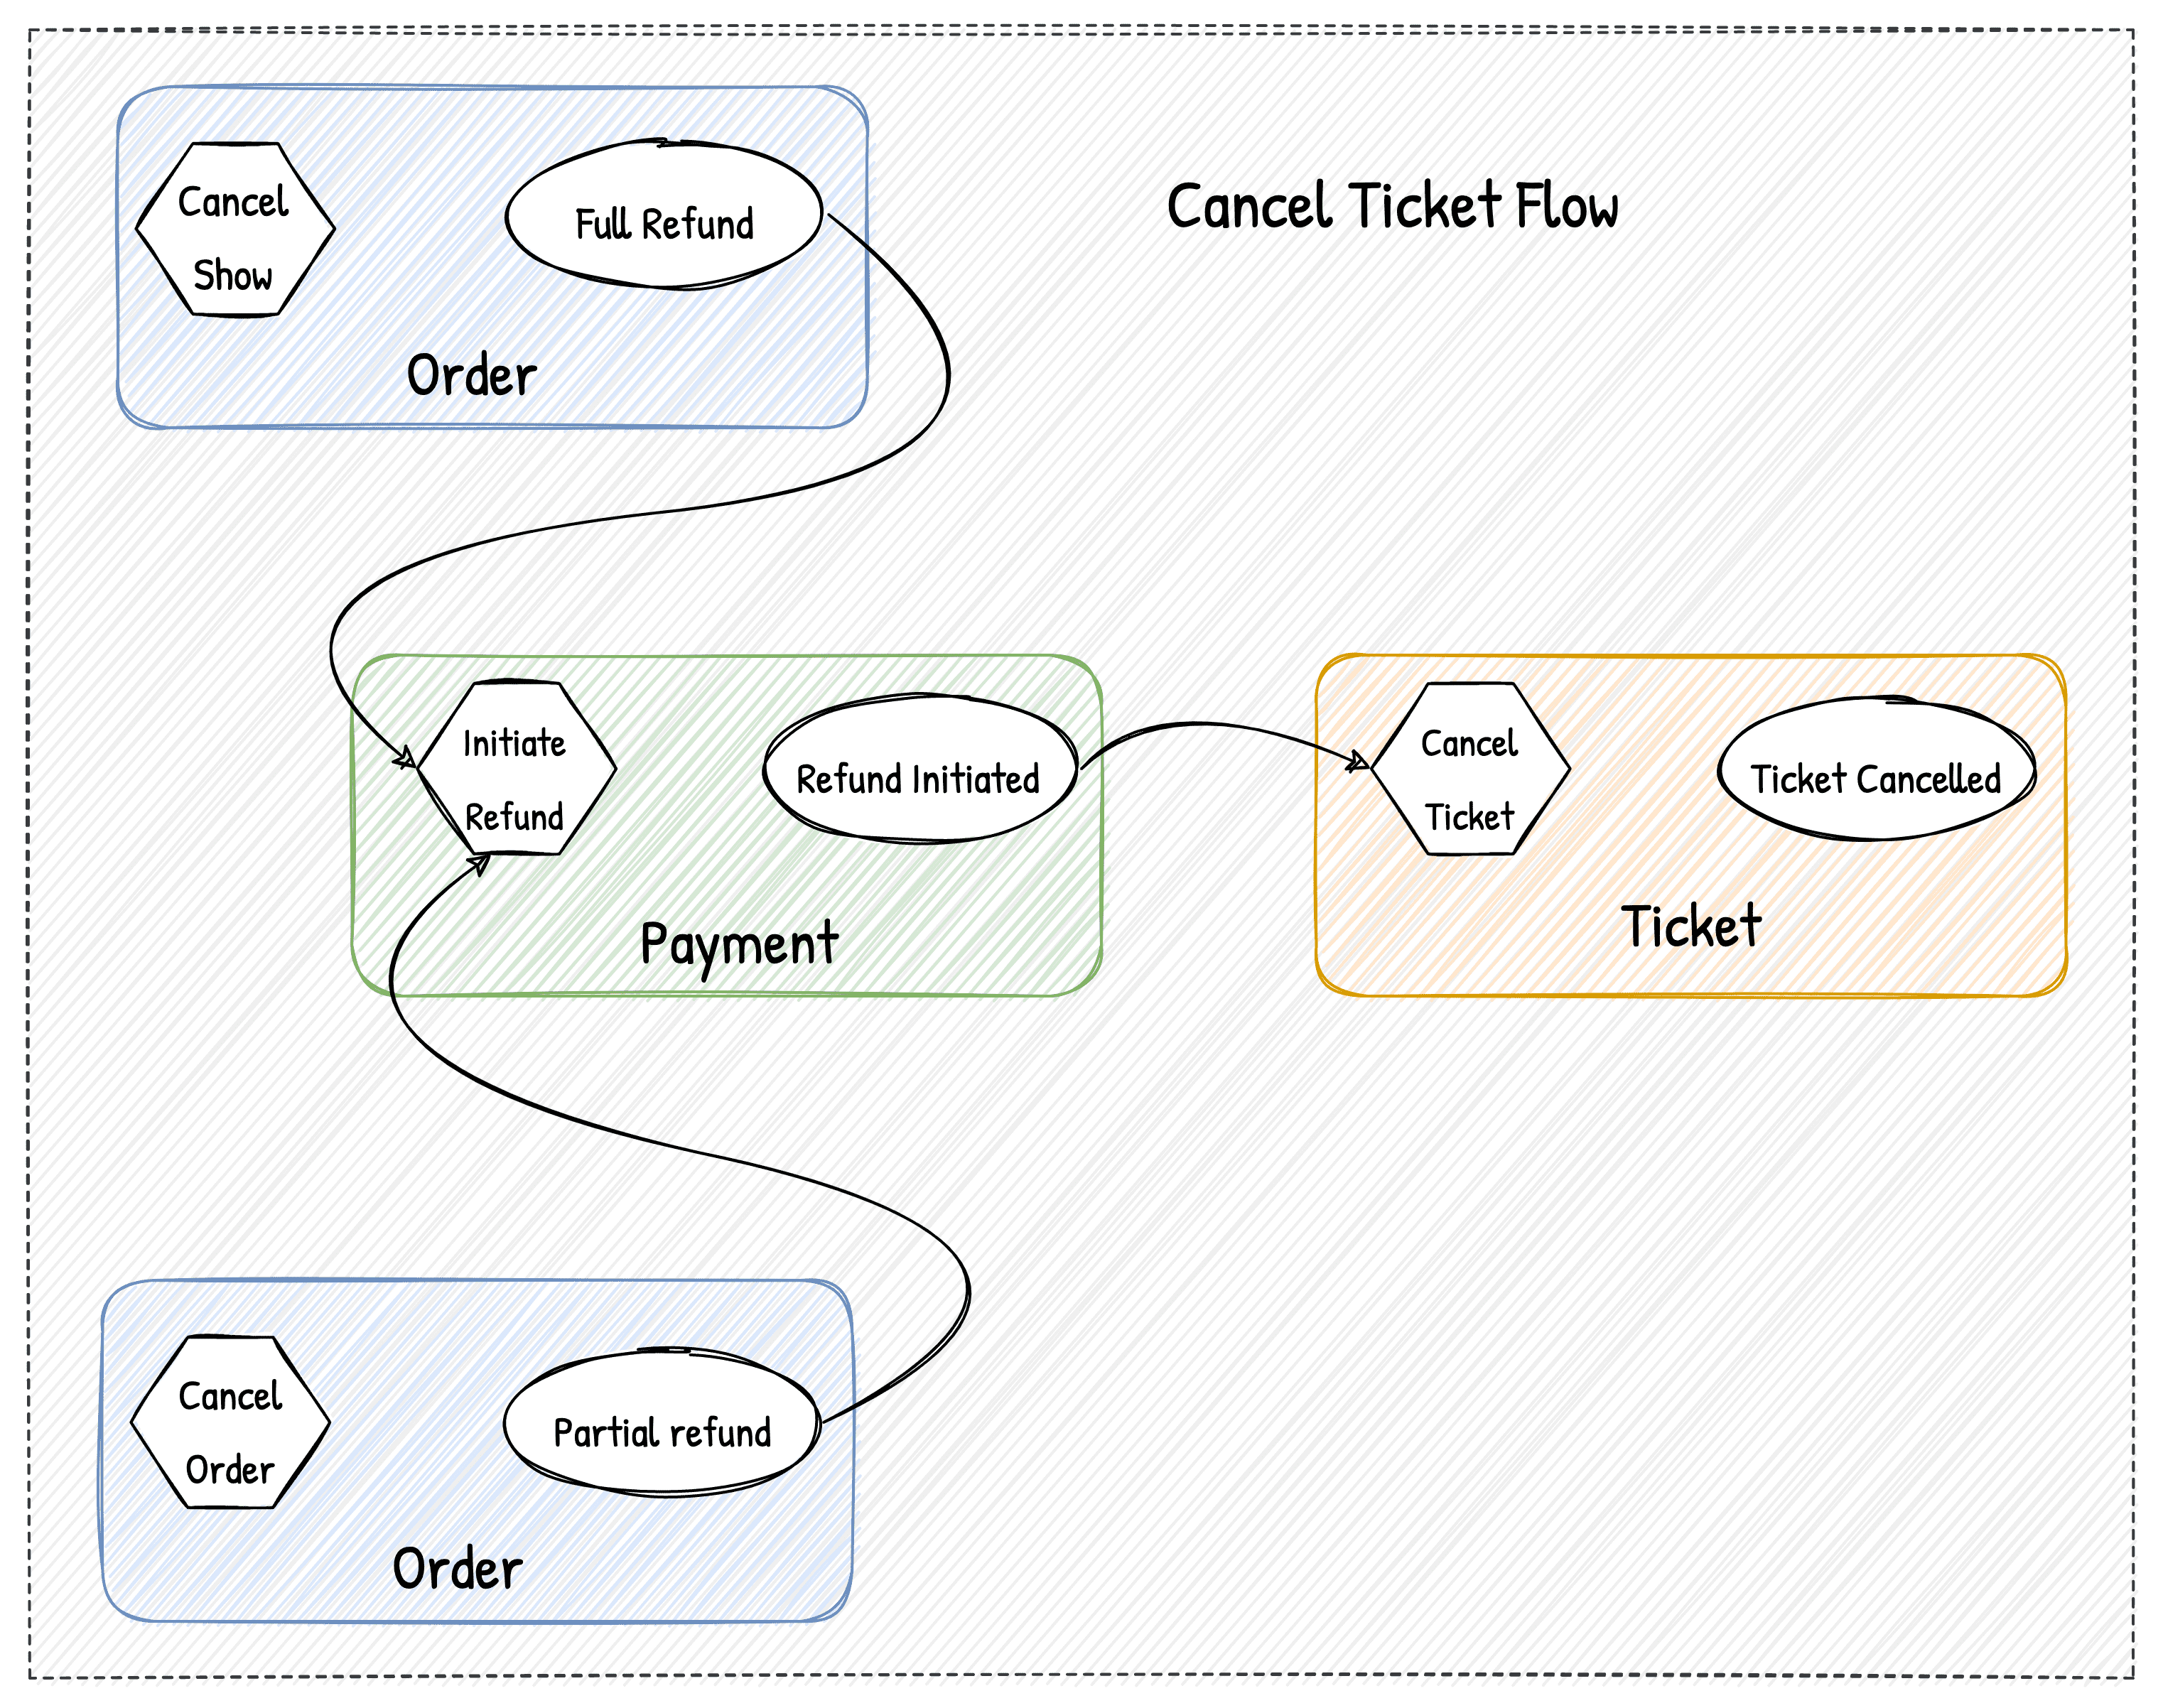 Cancel Ticket Flow
Cancel
Show
Full Refund
Order
Initiate
Refund
Refund Initiated
Payment
Cancel
Ticket
Ticket Cancelled
Ticket
Cancel
Order
Partial refund
Order